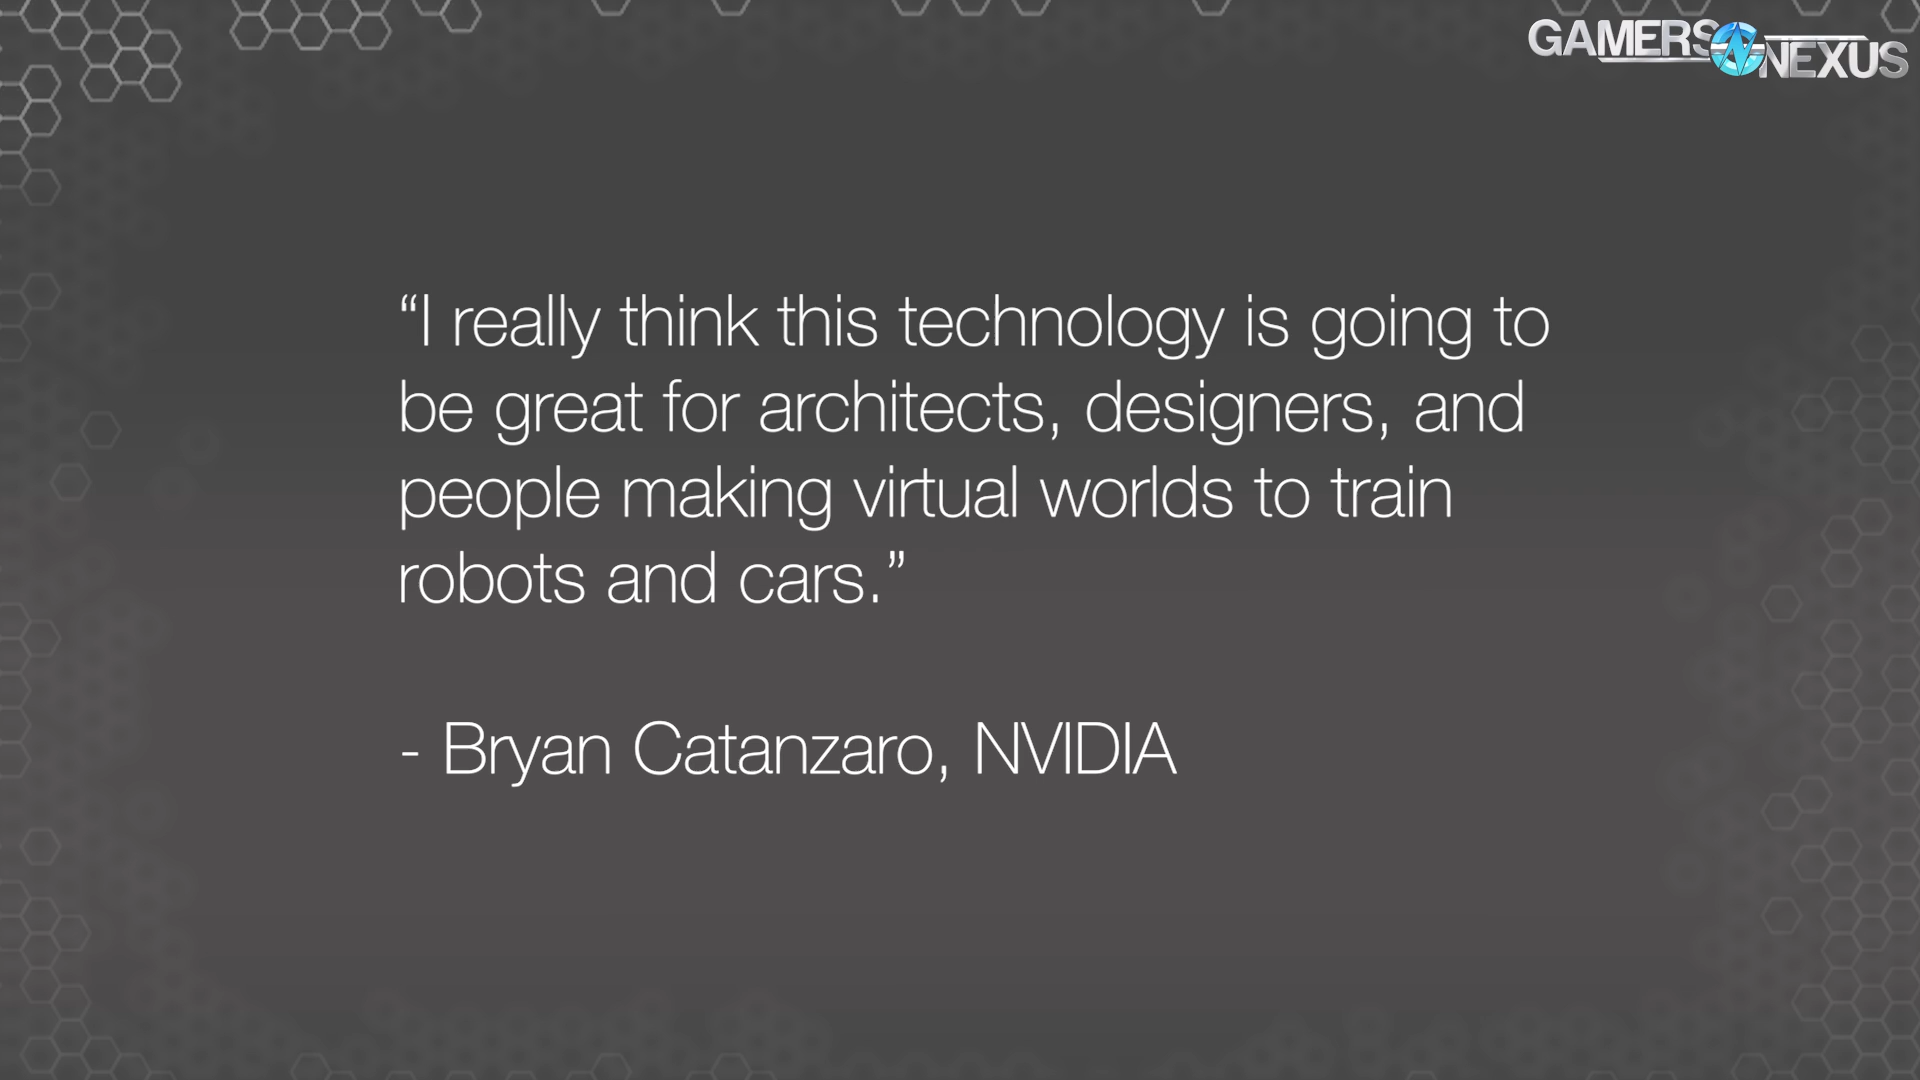 GAMERS NEXUS
“I really think this technology is going to
be great for architects, designers, and
people making virtual worlds to train
robots and cars.”
- Bryan Catanzaro, NVIDIA